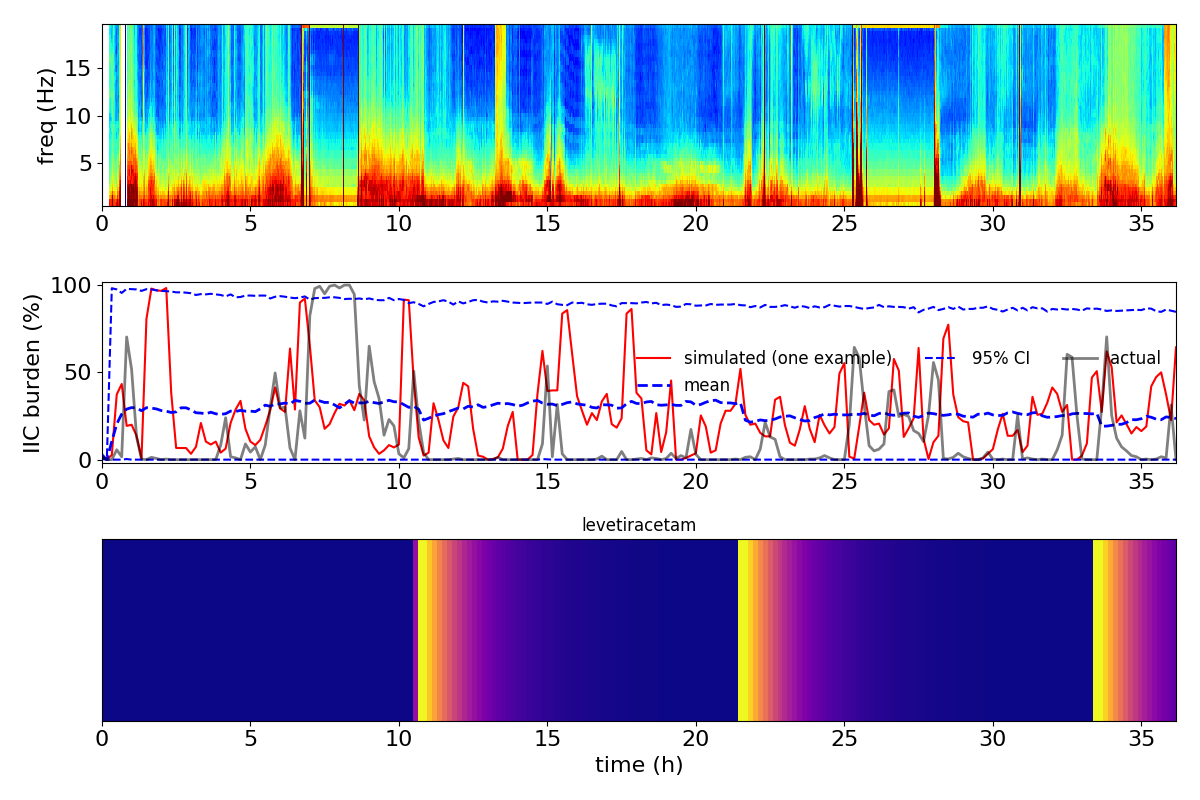 freq (Hz)
15
10
5
0 5 10 15 20 25 30 35
IIC burden (%)
100
50
0
simulated (one example) 95% CI actual
mean
0 5 10 15 20 25 30 35
levetiracetam
0 5 10 15 20 25 30 35
time (h)